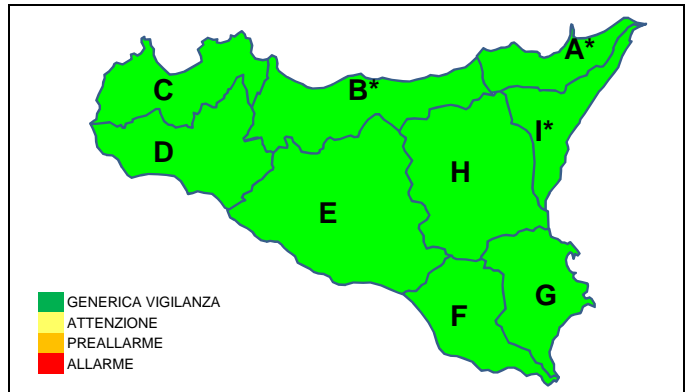 A*
B*
C
I*
D
H
E
G
F
GENERICA VIGILANZA
ATTENZIONE
PREALLARME
ALLARME